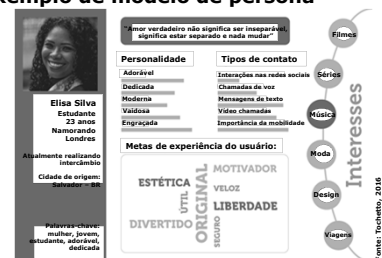 Exemplo de modelo de persona
"Amor verdadeiro não significa ser inseparável,
significa estar separado e nada mudar"
Elisa Silva
Estudante
23 anos
Namorando
Londres
Atualmente realizando
intercâmbio
Cidade de origem:
Salvador – BR
Palavras-chave:
mulher, jovem,
estudante, adorável,
dedicada
Personalidade
Adorável
Dedicada
Moderna
Vaidosa
Engraçada
Tipos de contato
Interações nas redes sociais
Chamadas de voz
Mensagens de texto
Vídeo chamadas
Importância da mobilidade
Metas de experiência do usuário:
ESTÉTICA
ÚTIL
DIVERTIDO
ORIGINAL
MOTIVADOR
VELOZ
LIBERDADE
SEGURO
Filmes
Séries
Música
Moda
Design
Viagens
Interesses
Fonte: Tochetto, 2016